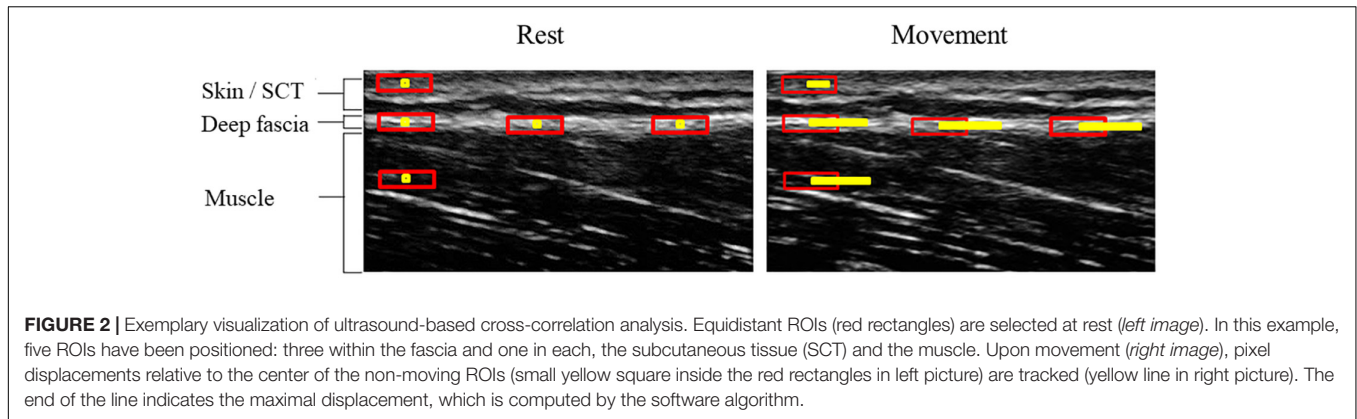 Rest
Movement
Skin / SCT
Deep fascia
Muscle
FIGURE 2 | Exemplary visualization of ultrasound-based cross-correlation analysis. Equidistant ROIs (red rectangles) are selected at rest (left image). In this example,
five ROIs have been positioned: three within the fascia and one in each, the subcutaneous tissue (SCT) and the muscle. Upon movement (right image), pixel
displacements relative to the center of the non-moving ROIs (small yellow square inside the red rectangles in left picture) are tracked (yellow line in right picture). The
end of the line indicates the maximal displacement, which is computed by the software algorithm.